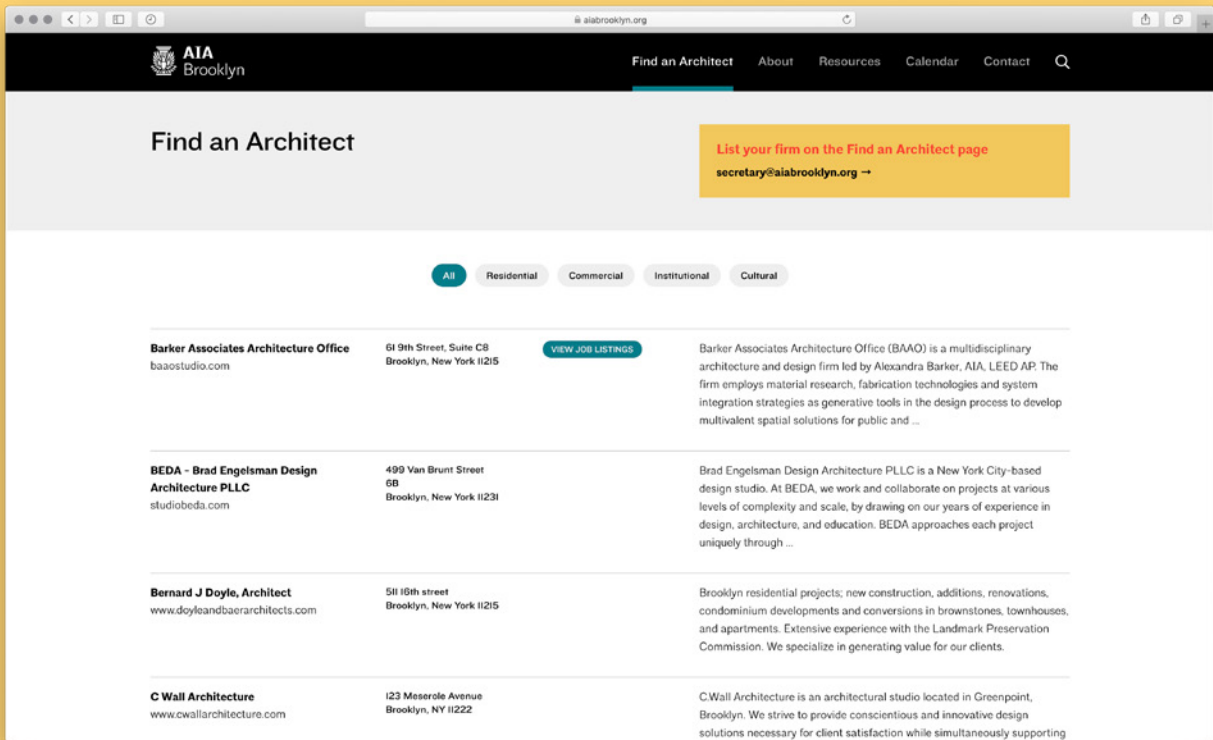 aiabrooklyn.org
AIA
Brooklyn
Find an Architect About Resources Calendar Contact
Find an Architect
List your firm on the Find an Architect page
secretary@aiabrooklyn.org →
All Residential Commercial Institutional Cultural
Barker Associates Architecture Office
baaostudio.com
61 9th Street, Suite C8
Brooklyn, New York 11215
VIEW JOB LISTINGS
Barker Associates Architecture Office (BAAO) is a multidisciplinary
architecture and design firm led by Alexandra Barker, AIA, LEED AP. The
firm employs material research, fabrication technologies and system
integration strategies as generative tools in the design process to develop
multivalent spatial solutions for public and ...
BEDA - Brad Engelsman Design
Architecture PLLC
studiobeda.com
499 Van Brunt Street
6B
Brooklyn, New York 11231
Brad Engelsman Design Architecture PLLC is a New York City-based
design studio. At BEDA, we work and collaborate on projects at various
levels of complexity and scale, by drawing on our years of experience in
design, architecture, and education. BEDA approaches each project
uniquely through ...
Bernard J Doyle, Architect
www.doyleandbaerarchitects.com
511 16th street
Brooklyn, New York 11215
Brooklyn residential projects; new construction, additions, renovations,
condominium developments and conversions in brownstones, townhouses,
and apartments. Extensive experience with the Landmark Preservation
Commission. We specialize in generating value for our clients.
C Wall Architecture
www.cwallarchitecture.com
123 Meserole Avenue
Brooklyn, NY 11222
C.Wall Architecture is an architectural studio located in Greenpoint,
Brooklyn. We strive to provide conscientious and innovative design
solutions necessary for client satisfaction while simultaneously supporting